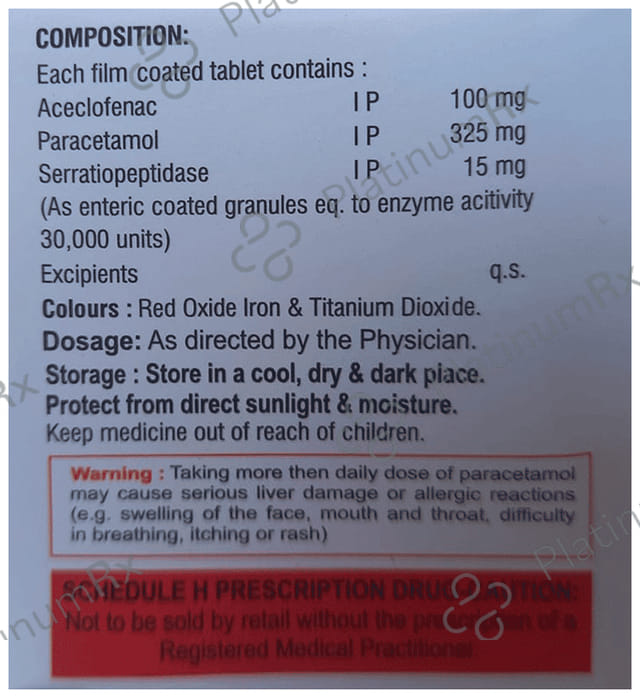 COMPOSITION:
Each film coated tablet contains :
Aceclofenac IP 100 mg
Paracetamol IP 325 mg
Serratiopeptidase IP 15 mg
(As enteric coated granules eq. to enzyme acitivity
30,000 units)
Excipients q.s.
Colours : Red Oxide Iron & Titanium Dioxide.
Dosage: As directed by the Physician.
Storage : Store in a cool, dry & dark place.
Protect from direct sunlight & moisture.
Keep medicine out of reach of children.
Warning : Taking more then daily dose of paracetamol
may cause serious liver damage or allergic reactions
(e.g. swelling of the face, mouth and throat, difficulty
in breathing, itching or rash)
SCHEDULE H PRESCRIPTION DRUG CAUTION:
Not to be sold by retail without the prescription of a
Registered Medical Practitioner.
PlatinumRx